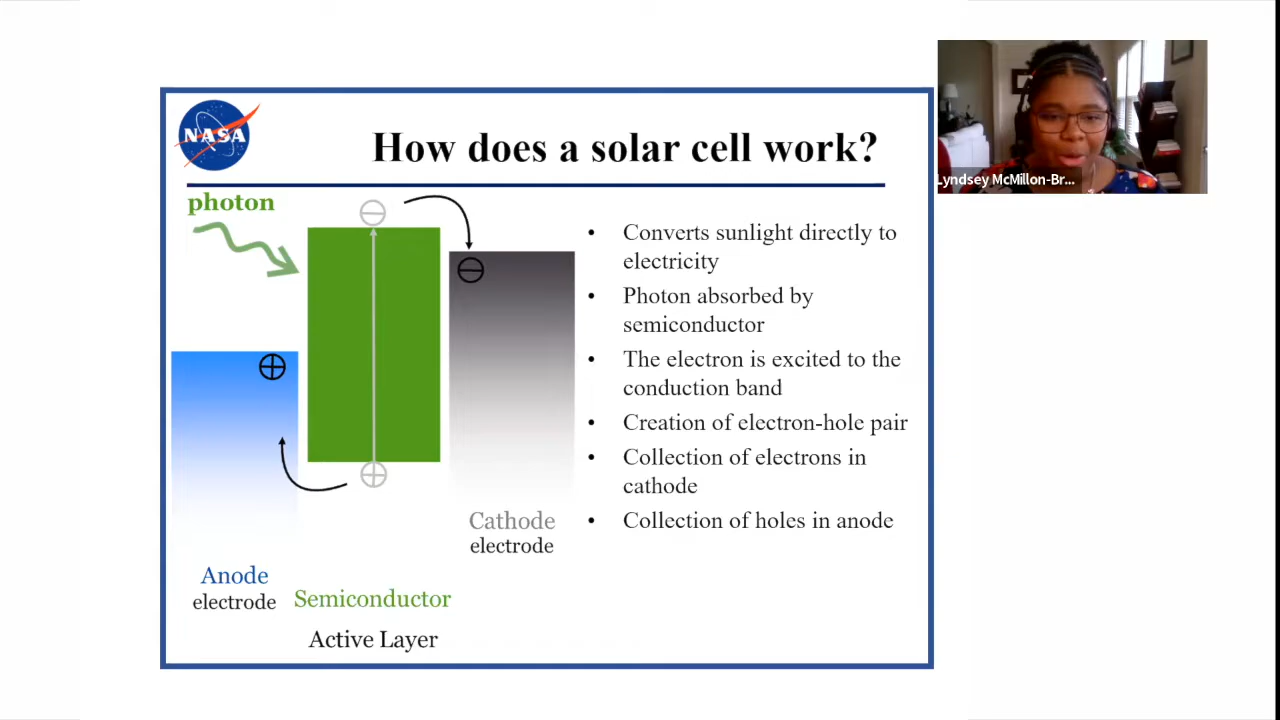 NASA
How does a solar cell work?
Lyndsey McMillon-Br...
photon
• Converts sunlight directly to
electricity
• Photon absorbed by
semiconductor
• The electron is excited to the
conduction band
• Creation of electron-hole pair
• Collection of electrons in
cathode
• Collection of holes in anode
Cathode
electrode
Anode
electrode
Semiconductor
Active Layer